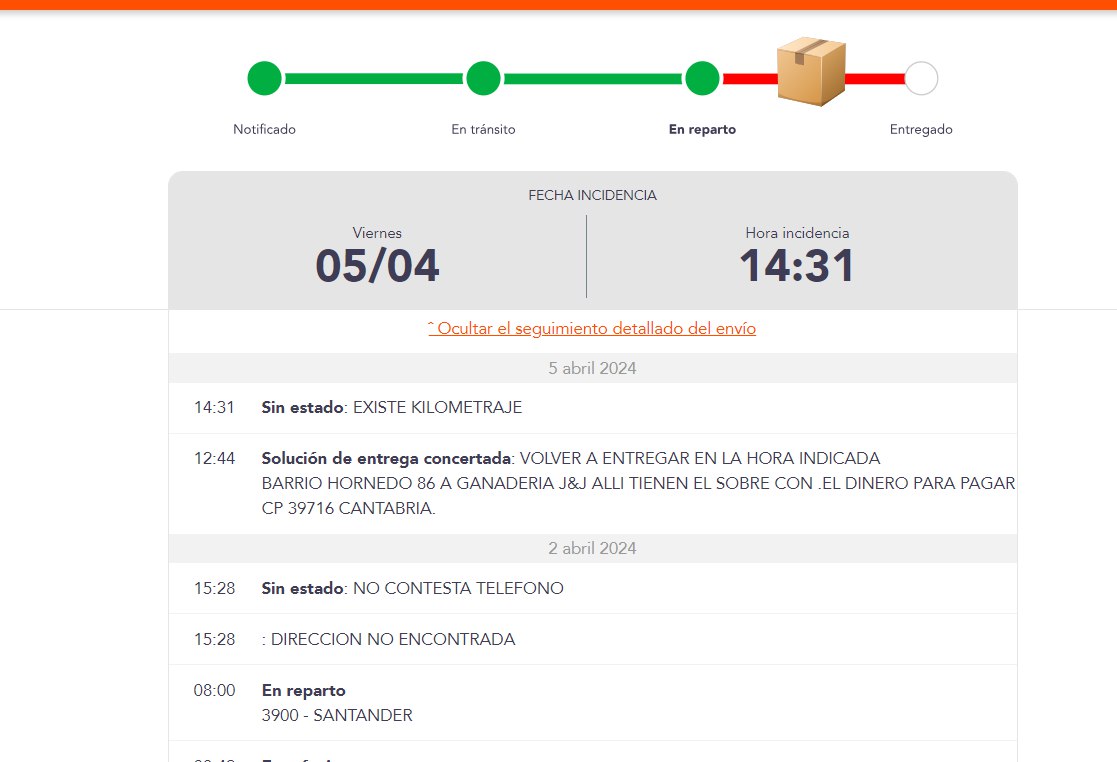 Notificado
En tránsito
En reparto
Entregado
FECHA INCIDENCIA
Viernes
05/04
Hora incidencia
14:31
ˆ Ocultar el seguimiento detallado del envío
5 abril 2024
14:31 Sin estado: EXISTE KILOMETRAJE
12:44 Solución de entrega concertada: VOLVER A ENTREGAR EN LA HORA INDICADA
BARRIO HORNEDO 86 A GANADERIA J&J ALLI TIENEN EL SOBRE CON .EL DINERO PARA PAGAR
CP 39716 CANTABRIA.
2 abril 2024
15:28 Sin estado: NO CONTESTA TELEFONO
15:28 : DIRECCION NO ENCONTRADA
08:00 En reparto
3900 - SANTANDER